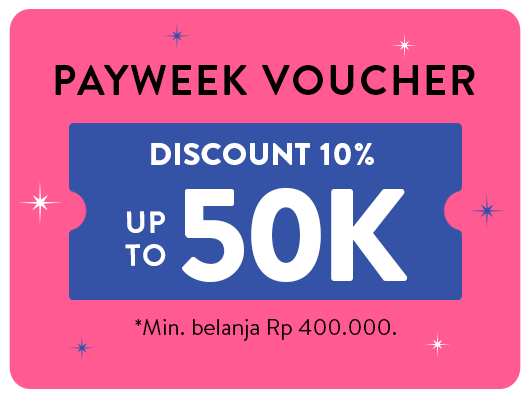 PAYWEEK VOUCHER
DISCOUNT 10%
UP TO 50K
*Min. belanja Rp 400.000.